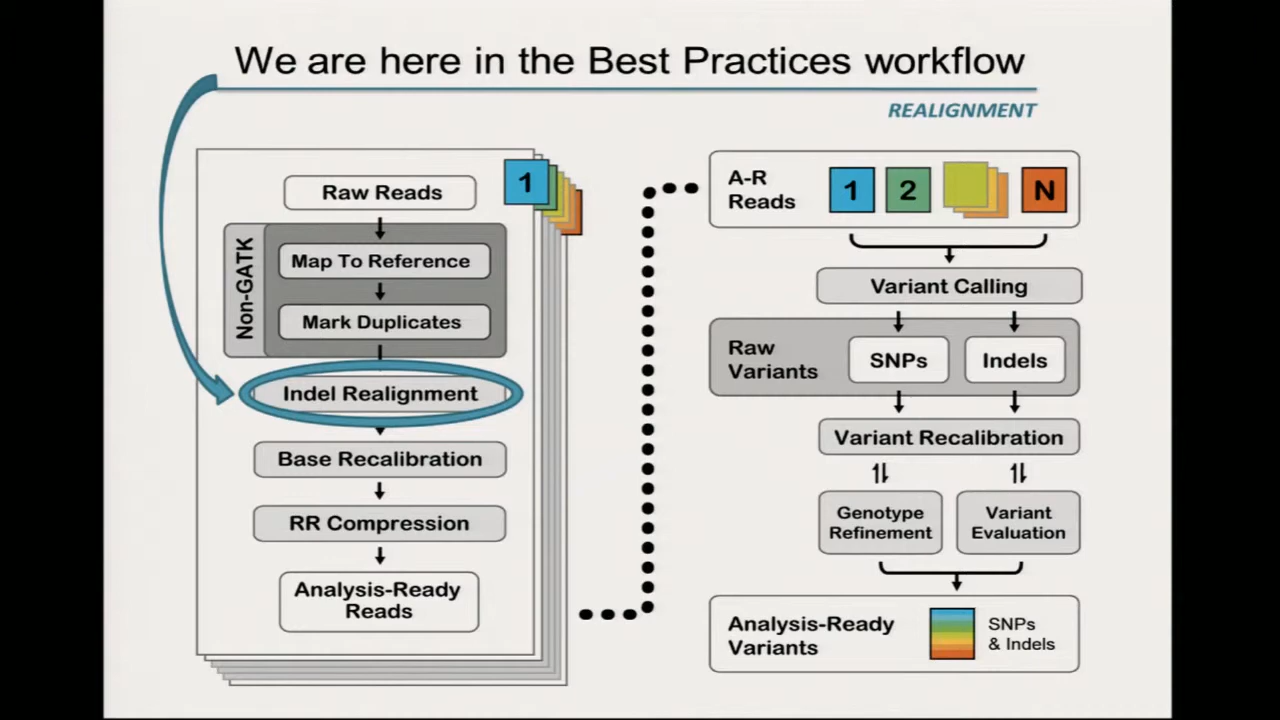 We are here in the Best Practices workflow
REALIGNMENT
1
Raw Reads
Non-GATK
Map To Reference
Mark Duplicates
Indel Realignment
Base Recalibration
RR Compression
Analysis-Ready
Reads
A-R
Reads
1
2
N
Variant Calling
Raw
Variants
SNPs
Indels
Variant Recalibration
Genotype
Refinement
Variant
Evaluation
Analysis-Ready
Variants
SNPs
& Indels